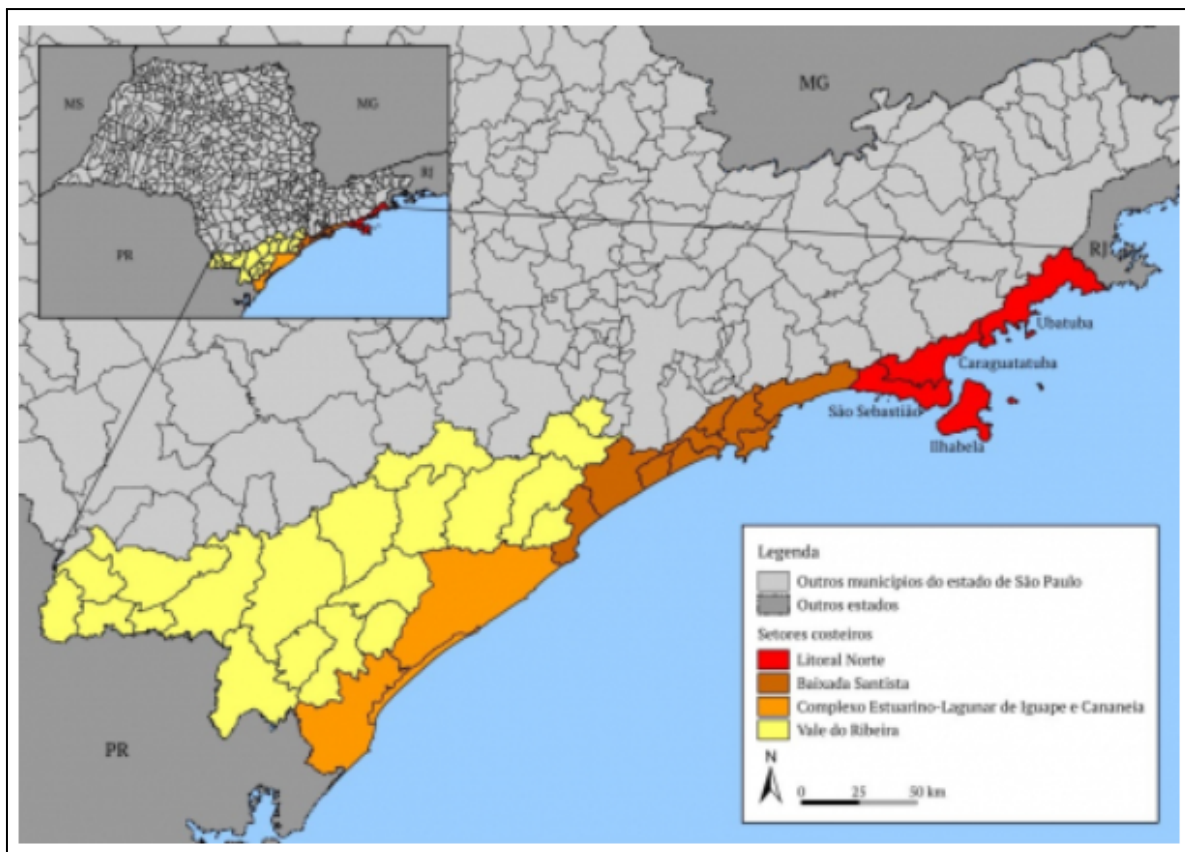 MS
MG
RJ
PR
MG
RJ
Ubatuba
Caraguatatuba
São Sebastião
Ilhabela
PR
Legenda
Outros municípios do estado de São Paulo
Outros estados
Setores costeiros
Litoral Norte
Baixada Santista
Complexo Estuarino-Lagunar de Iguape e Cananeia
Vale do Ribeira
N
0 25 50 km